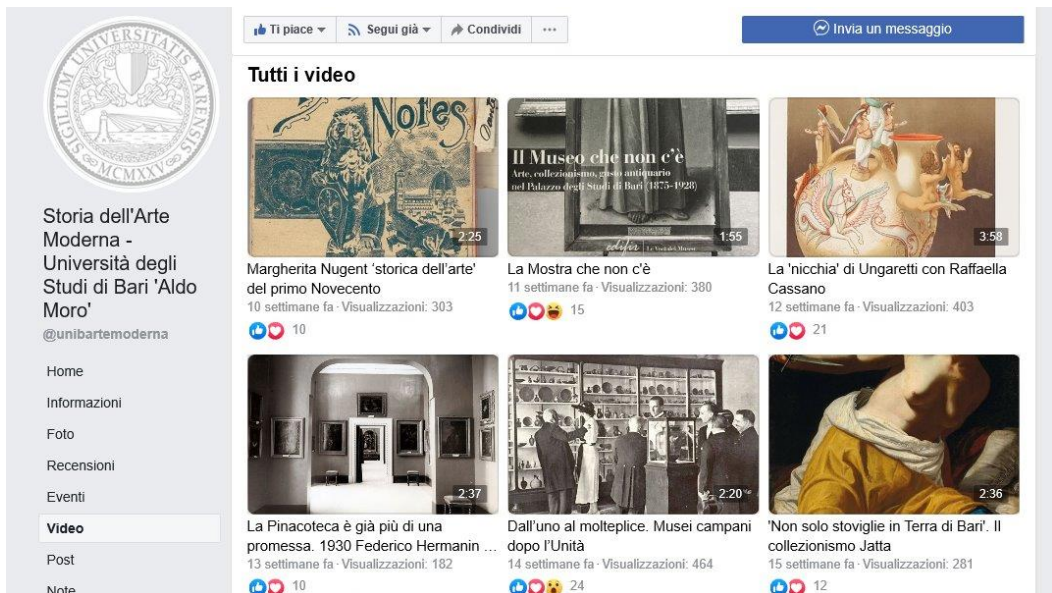 SIGILLUM UNIVERSITATIS BARENSIS
MCMXXV
Storia dell'Arte
Moderna -
Università degli
Studi di Bari 'Aldo
Moro'
@unibartemoderna
Home
Informazioni
Foto
Recensioni
Eventi
Video
Post
Note
Ti piace
Segui già
Condividi
Invia un messaggio
Tutti i video
Notes
2:25
Margherita Nugent 'storica dell'arte'
del primo Novecento
10 settimane fa · Visualizzazioni: 303
10
Il Museo che non c'è
Arte, collezionismo, gusto antiquario
nel Palazzo degli Studi di Bari (1875-1928)
edifir Le Voci del Museo
1:55
La Mostra che non c'è
11 settimane fa · Visualizzazioni: 380
15
3:58
La 'nicchia' di Ungaretti con Raffaella
Cassano
12 settimane fa · Visualizzazioni: 403
21
2:37
La Pinacoteca è già più di una
promessa. 1930 Federico Hermanin ...
13 settimane fa · Visualizzazioni: 182
10
2:20
Dall'uno al molteplice. Musei campani
dopo l'Unità
14 settimane fa · Visualizzazioni: 464
24
2:36
'Non solo stoviglie in Terra di Bari'. Il
collezionismo Jatta
15 settimane fa · Visualizzazioni: 281
12